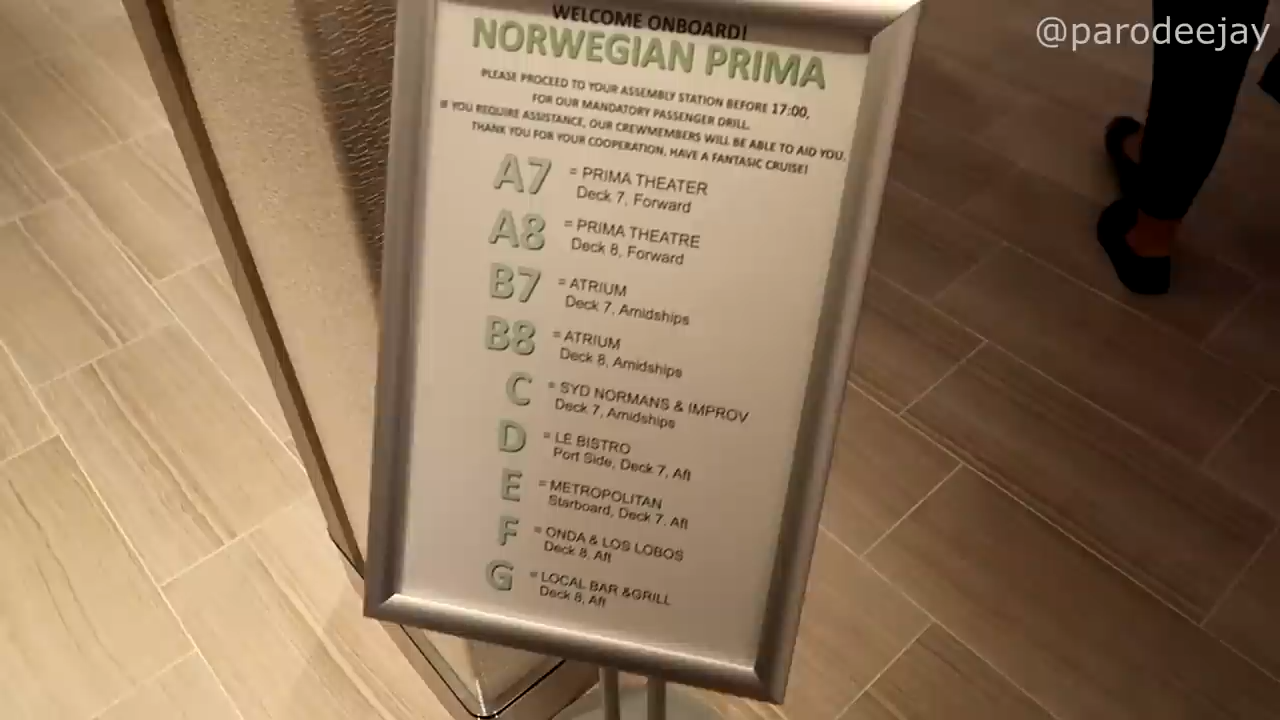 @parodeejay
WELCOME ONBOARD!
NORWEGIAN PRIMA
PLEASE PROCEED TO YOUR ASSEMBLY STATION BEFORE 17:00,
FOR OUR MANDATORY PASSENGER DRILL.
IF YOU REQUIRE ASSISTANCE, OUR CREWMEMBERS WILL BE ABLE TO AID YOU.
THANK YOU FOR YOUR COOPERATION, HAVE A FANTASIC CRUISE!
A7 = PRIMA THEATER
Deck 7, Forward
A8 = PRIMA THEATRE
Deck 8, Forward
B7 = ATRIUM
Deck 7, Amidships
B8 = ATRIUM
Deck 8, Amidships
C = SYD NORMANS & IMPROV
Deck 7, Amidships
D = LE BISTRO
Port Side, Deck 7, Aft
E = METROPOLITAN
Starboard, Deck 7, Aft
F = ONDA & LOS LOBOS
Deck 8, Aft
G = LOCAL BAR &GRILL
Deck 8, Aft